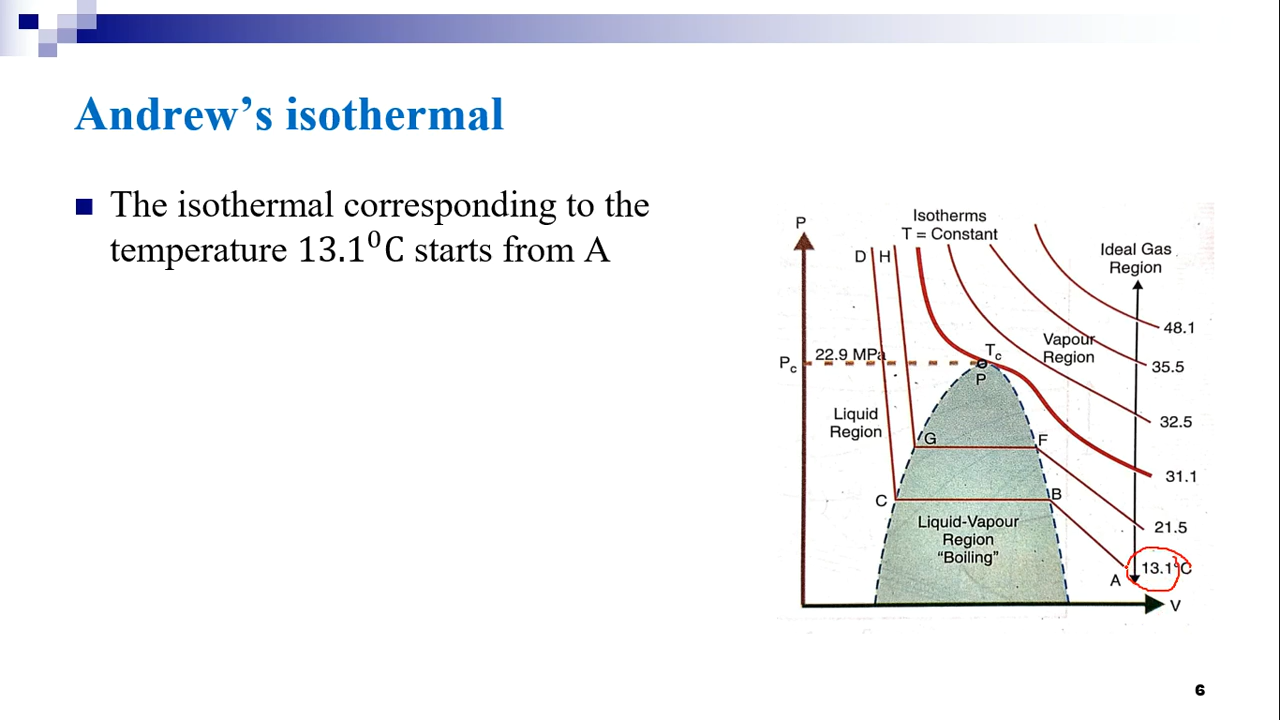 Andrew’s isothermal
The isothermal corresponding to the
temperature 13.1⁰C starts from A
P
Isotherms
T = Constant
D H
Ideal Gas
Region
48.1
Vapour
Region
35.5
22.9 MPa
Tc
Pc
P
32.5
Liquid
Region
G
F
31.1
C
B
Liquid-Vapour
Region
“Boiling”
21.5
A
13.1°C
V
6